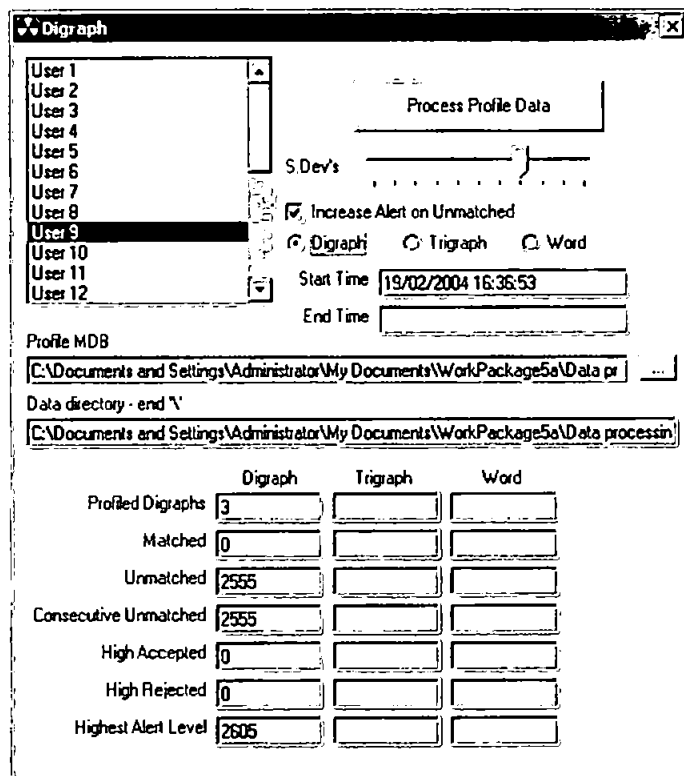 Digraph
User 1
User 2
User 3
User 4
User 5
User 6
User 7
User 8
User 9
User 10
User 11
User 12
Process Profile Data
S.Dev's
Increase Alert on Unmatched
Digraph Trigraph Word
Start Time 19/02/2004 16:36:53
End Time
Profile MDB
C:\Documents and Settings\Administrator\My Documents\WorkPackage5a\Data pr ...
Data directory - end '\'
C:\Documents and Settings\Administrator\My Documents\WorkPackage5a\Data processin
Digraph Trigraph Word
Profiled Digraphs 3
Matched 0
Unmatched 2555
Consecutive Unmatched 2555
High Accepted 0
High Rejected 0
Highest Alert Level 2605